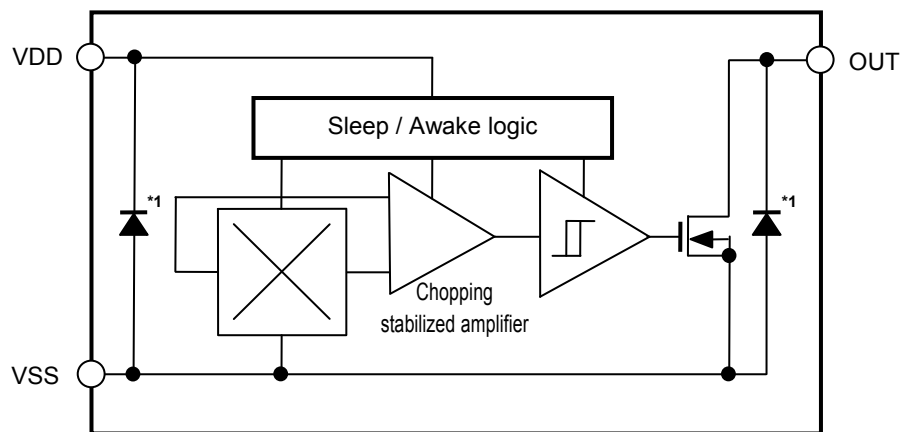 VDD
OUT
Sleep / Awake logic
*1
*1
Chopping
stabilized amplifier
VSS